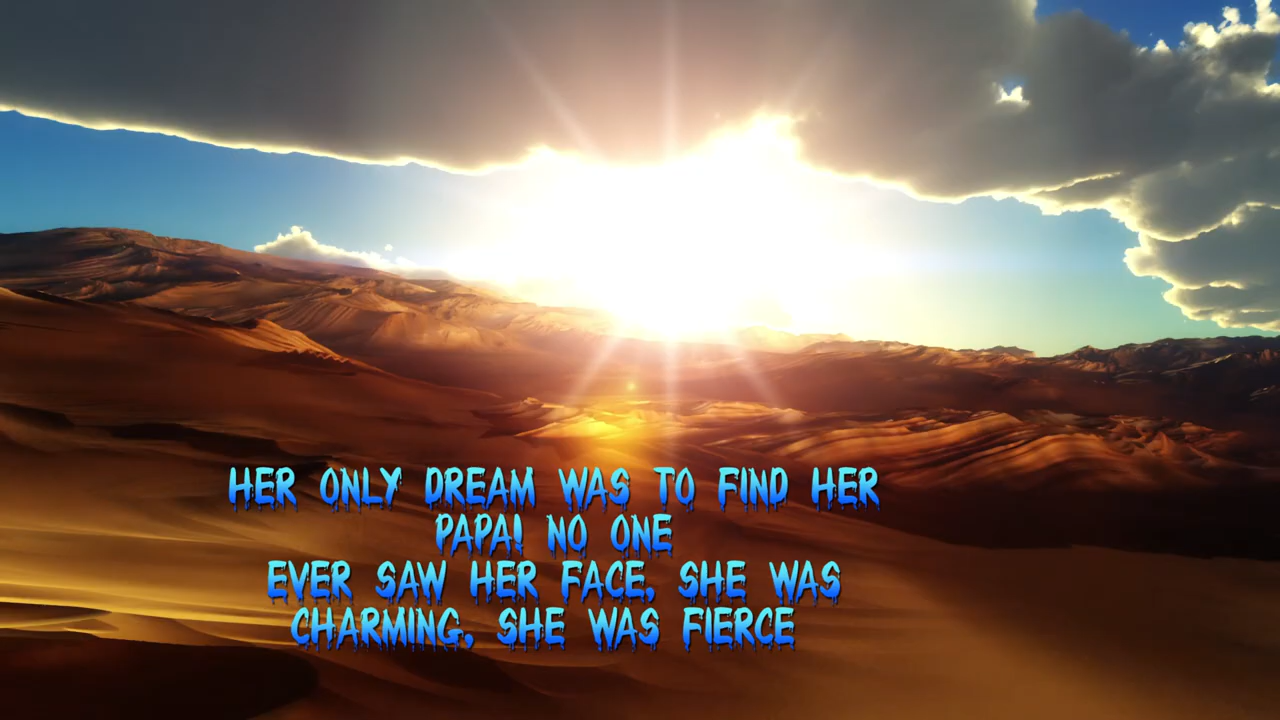 HER ONLY DREAM WAS TO FIND HER
PAPA! NO ONE
EVER SAW HER FACE, SHE WAS
CHARMING, SHE WAS FIERCE